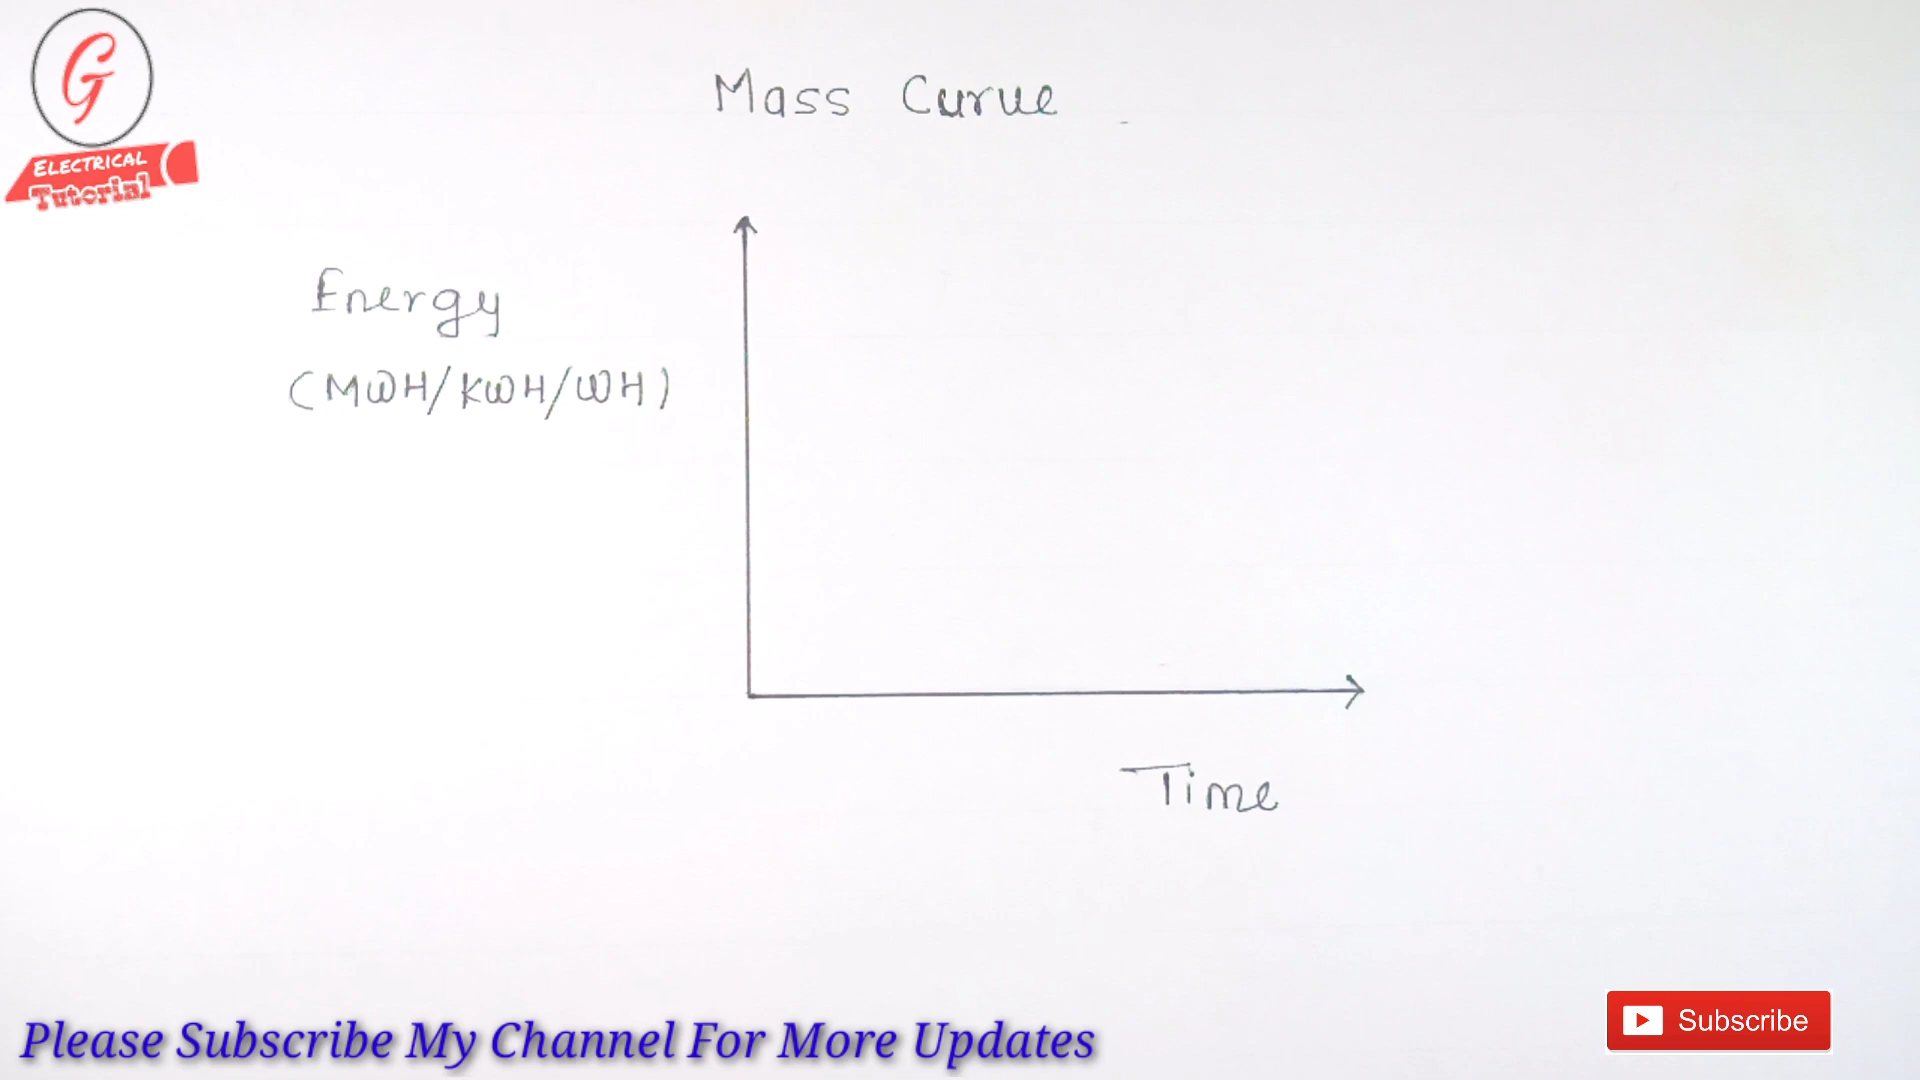 G
ELECTRICAL
Tutorial
Mass Curve
Energy
(MWH/KWH/WH)
Time
Please Subscribe My Channel For More Updates
Subscribe